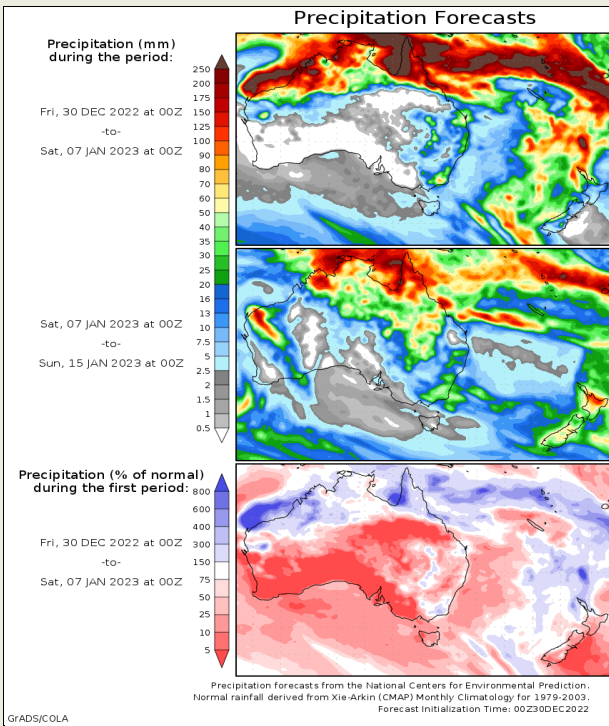 Precipitation Forecasts
Precipitation (mm)
during the period:
Fri, 30 DEC 2022 at 00Z
-to-
Sat, 07 JAN 2023 at 00Z
250
200
175
150
125
100
90
80
70
60
50
40
35
30
25
20
16
13
10
7.5
5
2.5
2
1.5
1
0.5
Sat, 07 JAN 2023 at 00Z
-to-
Sun, 15 JAN 2023 at 00Z
Precipitation (% of normal)
during the first period:
Fri, 30 DEC 2022 at 00Z
-to-
Sat, 07 JAN 2023 at 00Z
800
600
400
300
150
75
50
25
10
5
Precipitation forecasts from the National Centers for Environmental Prediction.
Normal rainfall derived from Xie-Arkin (CMAP) Monthly Climatology for 1979-2003.
Forecast Initialization Time: 00Z30DEC2022
GrADS/COLA